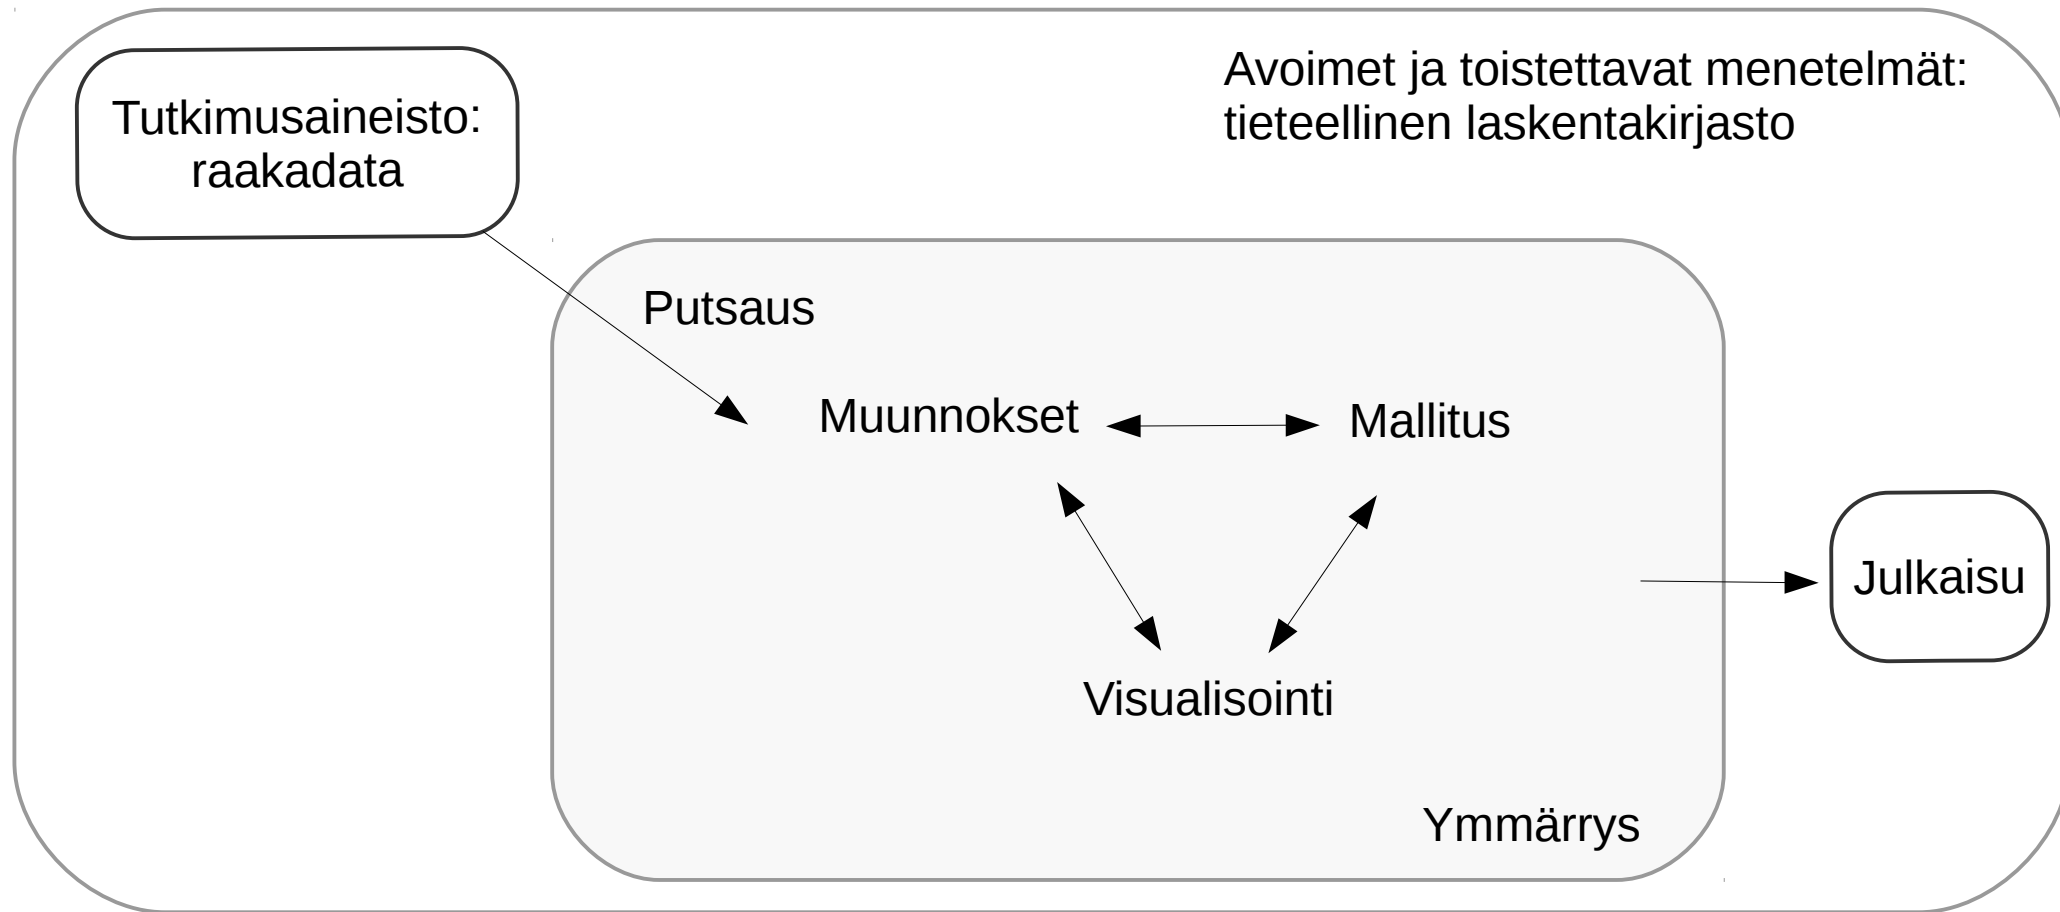 Tutkimusaineisto:
raakadata
Avoimet ja toistettavat menetelmät:
tieteellinen laskentakirjasto
Putsaus
Muunnokset
Mallitus
Visualisointi
Ymmärrys
Julkaisu